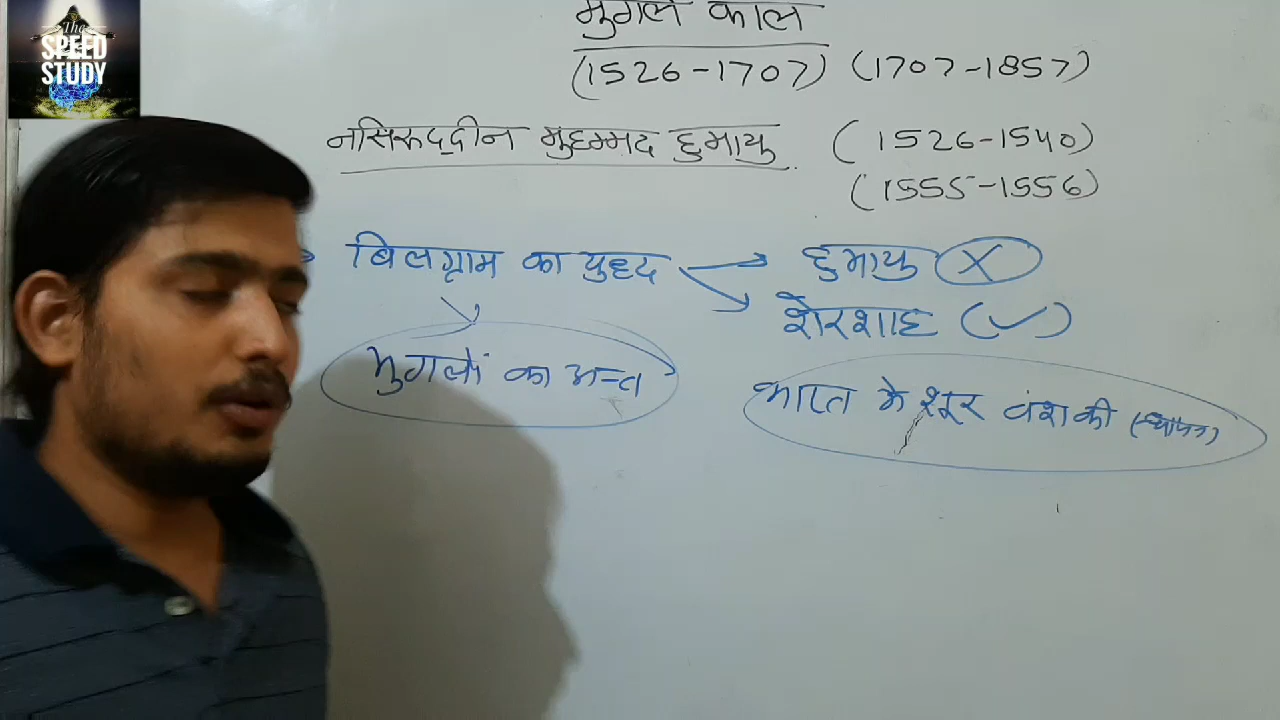 The
SPEED
STUDY
मुगल काल
(1526-1707) (1707-1857)
नसिरूद्दीन मुहम्मद हुमायु (1526-1540)
(1555-1556)
बिलग्राम का युद्द हुमायु X
शेरशाह (✓)
मुगलों का अन्त
भारत मे शूर वंश की (स्थापना)